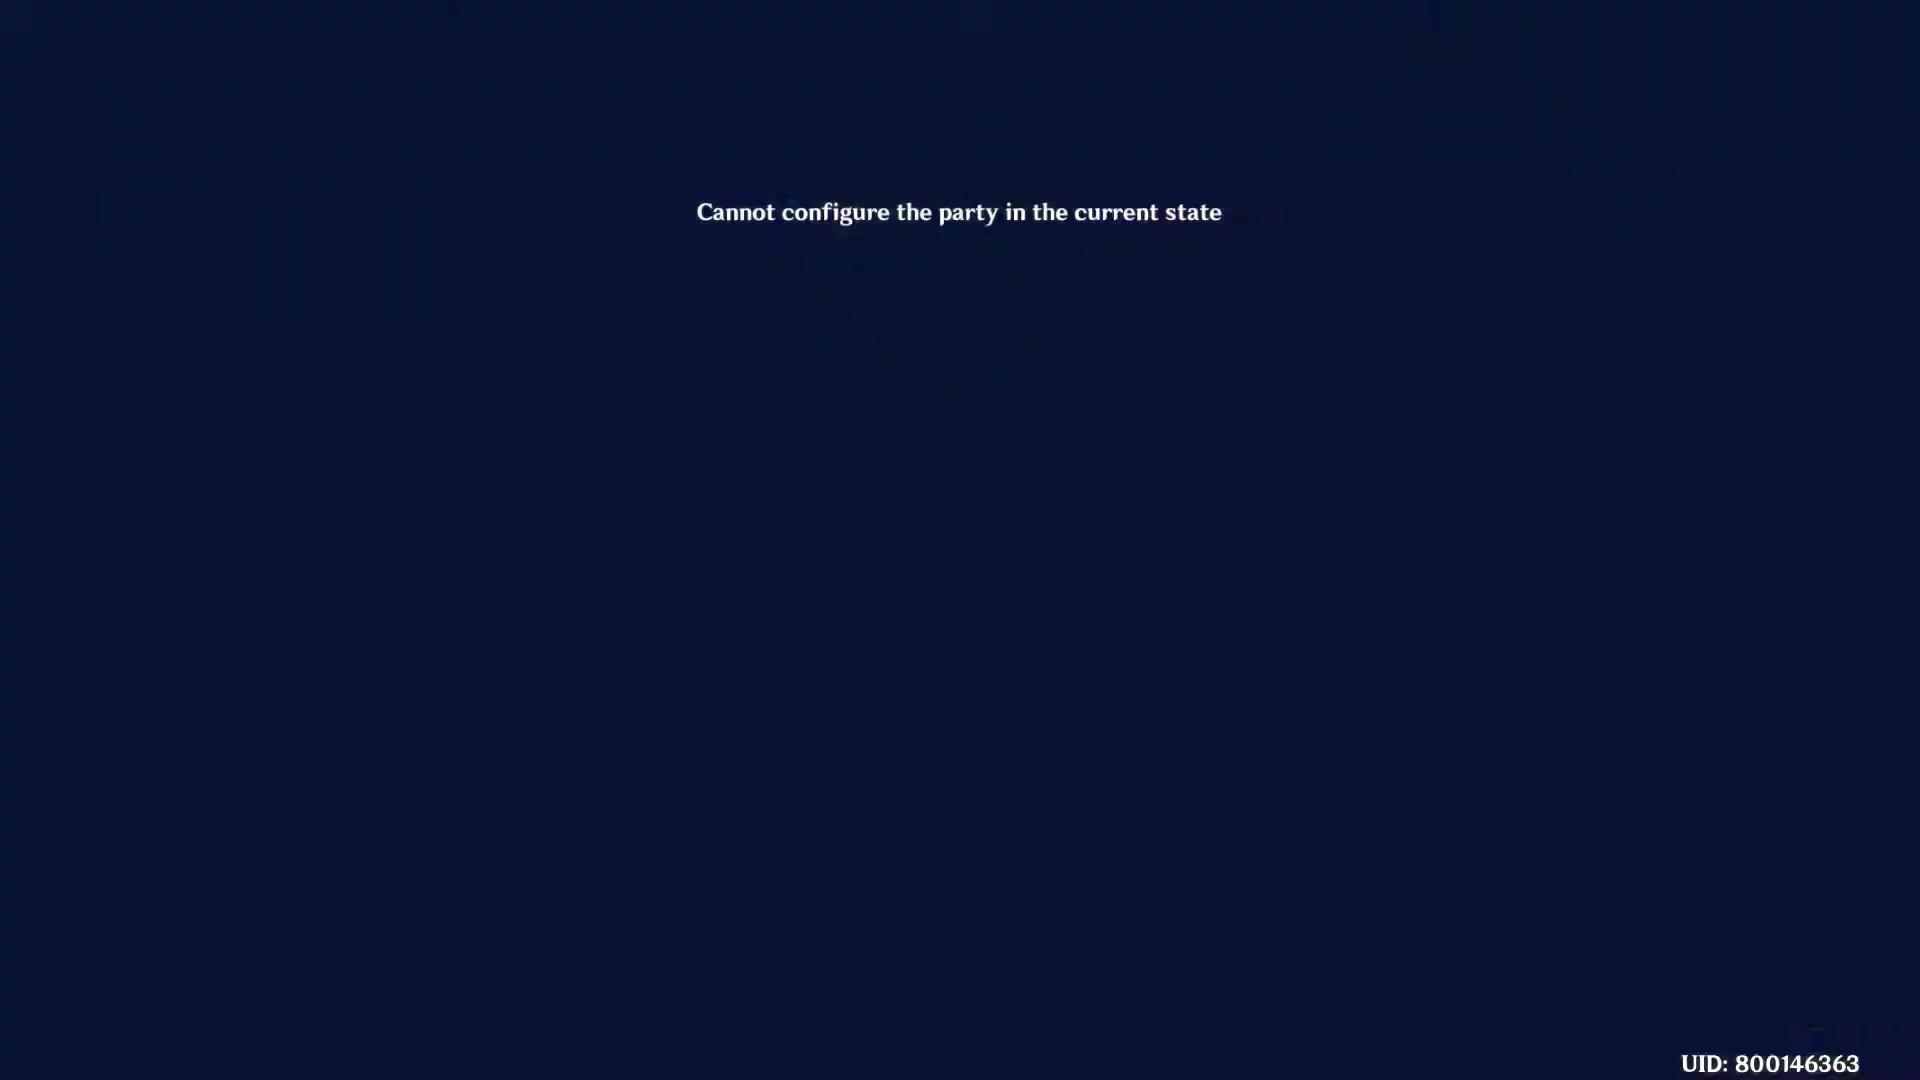 Cannot configure the party in the current state
UID: 800146363